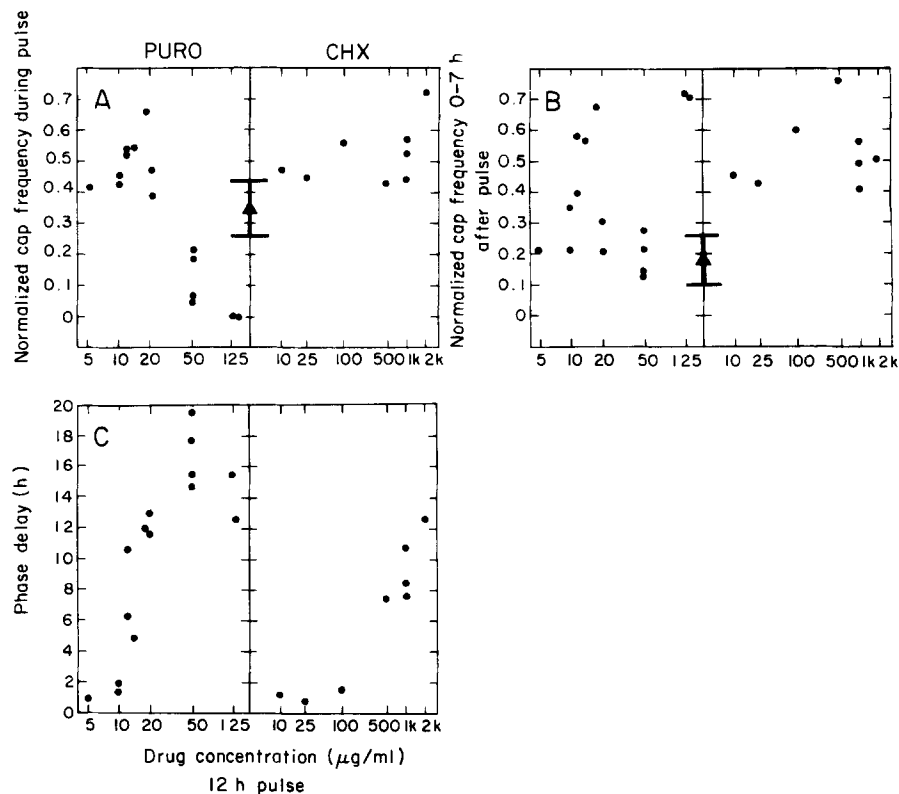 PURO CHX
A
Normalized cap frequency during pulse
0.7
0.6
0.5
0.4
0.3
0.2
0.1
0
5 10 20 50 125 10 25 100 500 1k 2k
B
Normalized cap frequency 0-7 h
after pulse
0.7
0.6
0.5
0.4
0.3
0.2
0.1
0
5 10 20 50 125 10 25 100 500 1k 2k
C
Phase delay (h)
20
18
16
14
12
10
8
6
4
2
0
5 10 20 50 125 10 25 100 500 1k 2k
Drug concentration (μg/ml)
12 h pulse